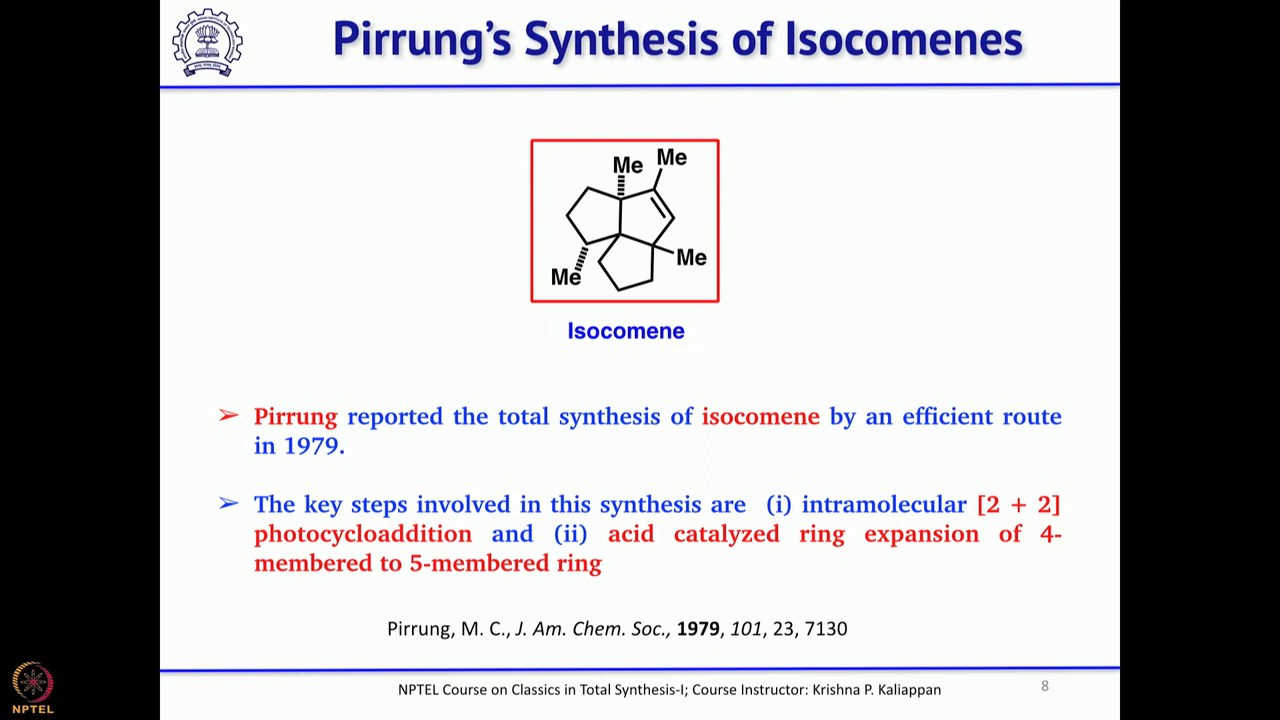 Pirrung's Synthesis of Isocomenes
Me Me
Me
Me
Isocomene
➢ Pirrung reported the total synthesis of isocomene by an efficient route
in 1979.
➢ The key steps involved in this synthesis are (i) intramolecular [2 + 2]
photocycloaddition and (ii) acid catalyzed ring expansion of 4-
membered to 5-membered ring
Pirrung, M. C., J. Am. Chem. Soc., 1979, 101, 23, 7130
NPTEL Course on Classics in Total Synthesis-I; Course Instructor: Krishna P. Kaliappan
8
NPTEL